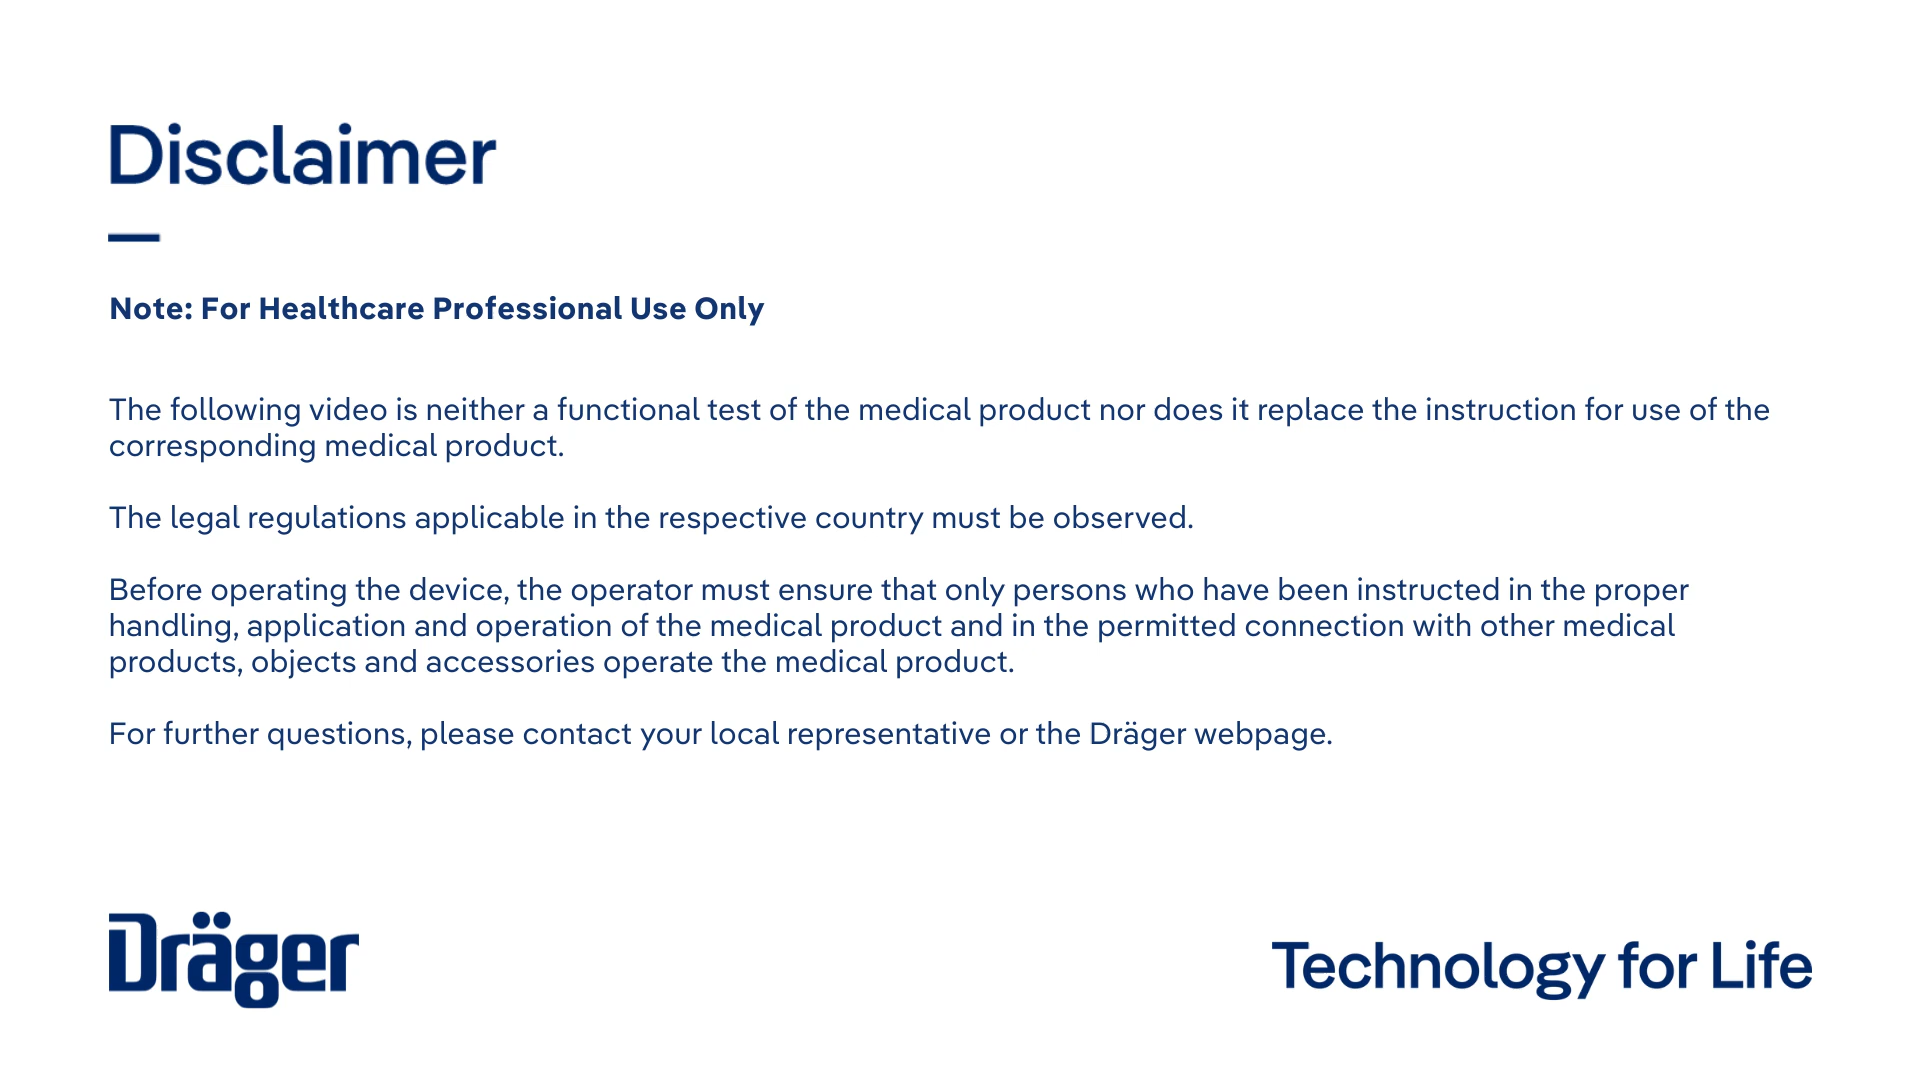 Disclaimer
Note: For Healthcare Professional Use Only
The following video is neither a functional test of the medical product nor does it replace the instruction for use of the
corresponding medical product.
The legal regulations applicable in the respective country must be observed.
Before operating the device, the operator must ensure that only persons who have been instructed in the proper
handling, application and operation of the medical product and in the permitted connection with other medical
products, objects and accessories operate the medical product.
For further questions, please contact your local representative or the Dräger webpage.
Dräger
Technology for Life